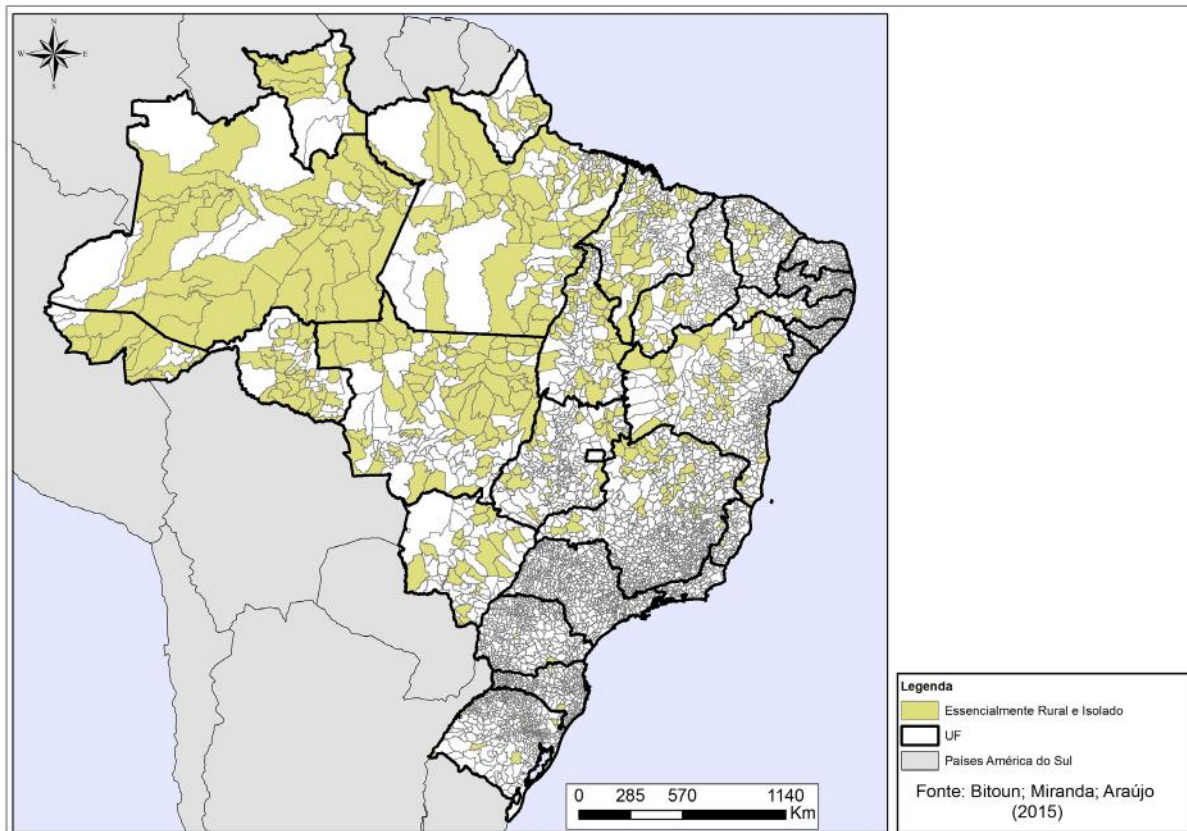 N
W E
S
Legenda
Essencialmente Rural e Isolado
UF
Países América do Sul
Fonte: Bitoun; Miranda; Araújo
(2015)
0 285 570 1140
Km